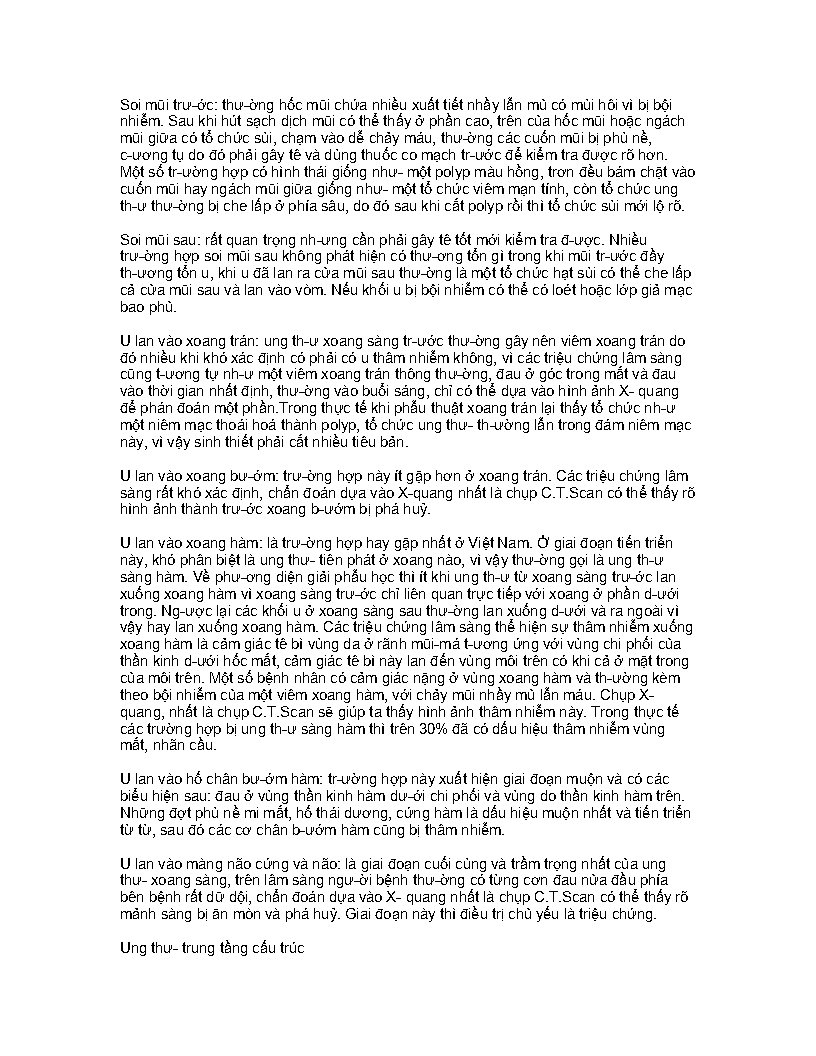 Soi mũi trư-ớc: thư-ờng hốc mũi chứa nhiều xuất tiết nhầy lẫn mủ có mùi hôi vì bị bội
nhiễm. Sau khi hút sạch dịch mũi có thể thấy ở phần cao, trên của hốc mũi hoặc ngách
mũi giữa có tổ chức sùi, chạm vào dễ chảy máu, thư-ờng các cuốn mũi bị phù nề,
c-ương tụ do đó phải gây tê và dùng thuốc co mạch tr-ước để kiểm tra được rõ hơn.
Một số tr-ường hợp có hình thái giống như- một polyp màu hồng, trơn đều bám chặt vào
cuốn mũi hay ngách mũi giữa giống như- một tổ chức viêm mạn tính, còn tổ chức ung
th-ư thư-ờng bị che lấp ở phía sâu, do đó sau khi cắt polyp rồi thì tổ chức sùi mới lộ rõ.

Soi mũi sau: rất quan trọng nh-ưng cần phải gây tê tốt mới kiểm tra đ-ược. Nhiều
trư-ờng hợp soi mũi sau không phát hiện có thư-ơng tổn gì trong khi mũi tr-ước đầy
th-ương tổn u, khi u đã lan ra cửa mũi sau thư-ờng là một tổ chức hạt sùi có thể che lấp
cả cửa mũi sau và lan vào vòm. Nếu khối u bị bội nhiễm có thể có loét hoặc lớp giả mạc
bao phủ.

U lan vào xoang trán: ung th-ư xoang sàng tr-ước thư-ờng gây nên viêm xoang trán do
đó nhiều khi khó xác định có phải có u thâm nhiễm không, vì các triệu chứng lâm sàng
cũng t-ương tự nh-ư một viêm xoang trán thông thư-ờng, đau ở góc trong mắt và đau
vào thời gian nhất định, thư-ờng vào buổi sáng, chỉ có thể dựa vào hình ảnh X- quang
để phán đoán một phần.Trong thực tế khi phẫu thuật xoang trán lại thấy tổ chức nh-ư
một niêm mạc thoái hoá thành polyp, tổ chức ung thư- th-ường lẫn trong đám niêm mạc
này, vì vậy sinh thiết phải cắt nhiều tiêu bản.

U lan vào xoang bư-ớm: trư-ờng hợp này ít gặp hơn ở xoang trán. Các triệu chứng lâm
sàng rất khó xác định, chẩn đoán dựa vào X-quang nhất là chụp C.T.Scan có thể thấy rõ
hình ảnh thành trư-ớc xoang b-ướm bị phá huỷ.

U lan vào xoang hàm: là trư-ờng hợp hay gặp nhất ở Việt Nam. Ở giai đoạn tiến triển
này, khó phân biệt là ung thư- tiên phát ở xoang nào, vì vậy thư-ờng gọi là ung th-ư
sàng hàm. Về phư-ơng diện giải phẫu học thì ít khi ung th-ư từ xoang sàng trư-ớc lan
xuống xoang hàm vì xoang sàng trư-ớc chỉ liên quan trực tiếp với xoang ở phần d-ưới
trong. Ng-ược lại các khối u ở xoang sàng sau thư-ờng lan xuống d-ưới và ra ngoài vì
vậy hay lan xuống xoang hàm. Các triệu chứng lâm sàng thể hiện sự thâm nhiễm xuống
xoang hàm là cảm giác tê bì vùng da ở rãnh mũi-má t-ương ứng với vùng chi phối của
thần kinh d-ưới hốc mắt, cảm giác tê bì này lan đến vùng môi trên có khi cả ở mặt trong
của môi trên. Một số bệnh nhân có cảm giác nặng ở vùng xoang hàm và th-ường kèm
theo bội nhiễm của một viêm xoang hàm, với chảy mũi nhầy mủ lẫn máu. Chụp X-
quang, nhất là chụp C.T.Scan sẽ giúp ta thấy hình ảnh thâm nhiễm này. Trong thực tế
các trường hợp bị ung th-ư sàng hàm thì trên 30% đã có dấu hiệu thâm nhiễm vùng
mắt, nhãn cầu.

U lan vào hố chân bư-ớm hàm: tr-ường hợp này xuất hiện giai đoạn muộn và có các
biểu hiện sau: đau ở vùng thần kinh hàm dư-ới chi phối và vùng do thần kinh hàm trên.
Những đợt phù nề mi mắt, hố thái dương, cứng hàm là dấu hiệu muộn nhất và tiến triển
từ từ, sau đó các cơ chân b-ướm hàm cũng bị thâm nhiễm.

U lan vào màng não cứng và não: là giai đoạn cuối cùng và trầm trọng nhất của ung
thư- xoang sàng, trên lâm sàng ngư-ời bệnh thư-ờng có từng cơn đau nửa đầu phía
bên bệnh rất dữ dội, chẩn đoán dựa vào X- quang nhất là chụp C.T.Scan có thể thấy rõ
mảnh sàng bị ăn mòn và phá huỷ. Giai đoạn này thì điều trị chủ yếu là triệu chứng.

Ung thư- trung tầng cấu trúc